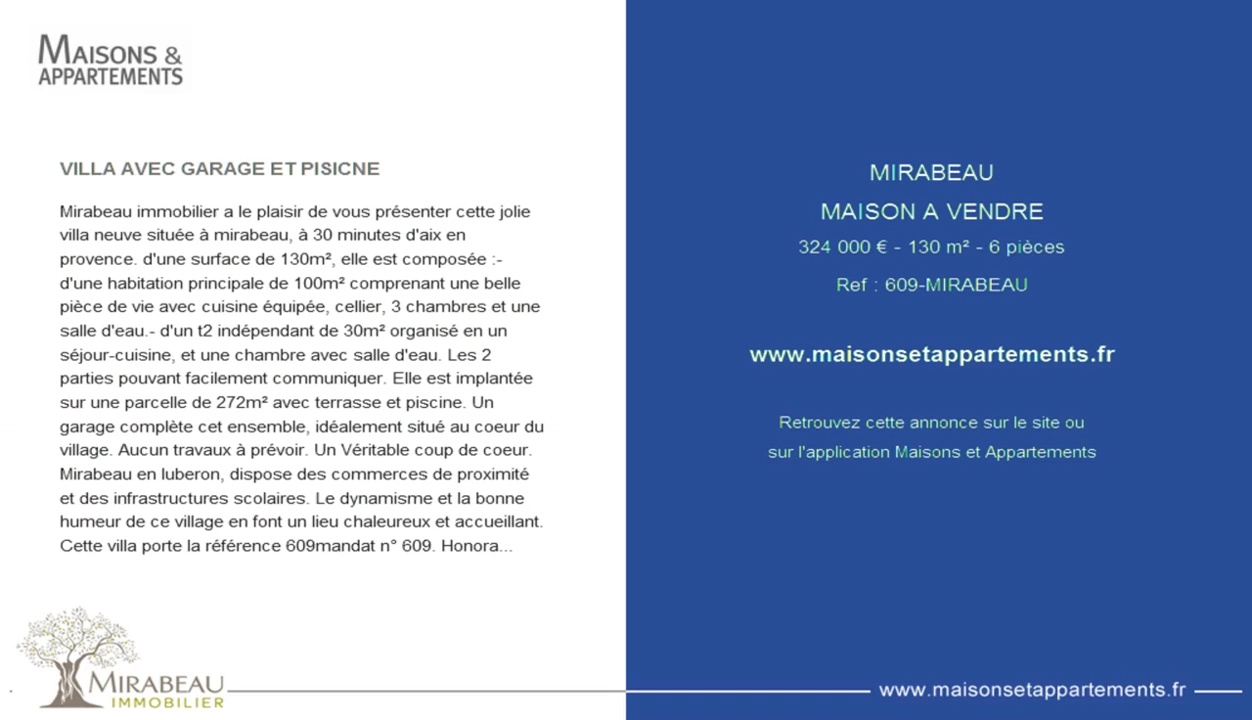 MAISONS &
APPARTEMENTS
VILLA AVEC GARAGE ET PISICNE
Mirabeau immobilier a le plaisir de vous présenter cette jolie
villa neuve située à mirabeau, à 30 minutes d'aix en
provence. d'une surface de 130m², elle est composée :-
d'une habitation principale de 100m² comprenant une belle
pièce de vie avec cuisine équipée, cellier, 3 chambres et une
salle d'eau.- d'un t2 indépendant de 30m² organisé en un
séjour-cuisine, et une chambre avec salle d'eau. Les 2
parties pouvant facilement communiquer. Elle est implantée
sur une parcelle de 272m² avec terrasse et piscine. Un
garage complète cet ensemble, idéalement situé au coeur du
village. Aucun travaux à prévoir. Un Véritable coup de coeur.
Mirabeau en luberon, dispose des commerces de proximité
et des infrastructures scolaires. Le dynamisme et la bonne
humeur de ce village en font un lieu chaleureux et accueillant.
Cette villa porte la référence 609mandat n° 609. Honora...
MIRABEAU
IMMOBILIER
MIRABEAU
MAISON A VENDRE
324 000 € - 130 m² - 6 pièces
Ref : 609-MIRABEAU
www.maisonsetappartements.fr
Retrouvez cette annonce sur le site ou
sur l'application Maisons et Appartements
www.maisonsetappartements.fr